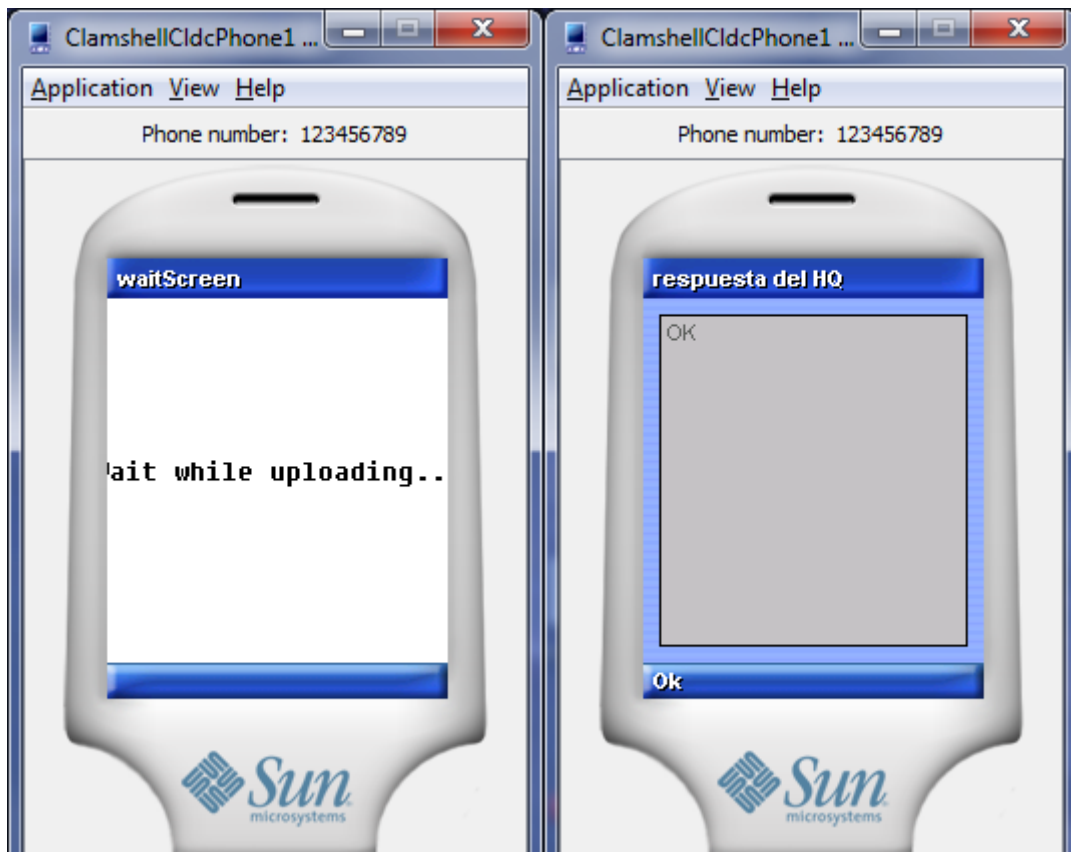 ClamshellCldcPhone1 ...
Application View Help
Phone number: 123456789
waitScreen
ait while uploading..
Sun
microsystems
ClamshellCldcPhone1 ...
Application View Help
Phone number: 123456789
respuesta del HQ
OK
Ok
Sun
microsystems